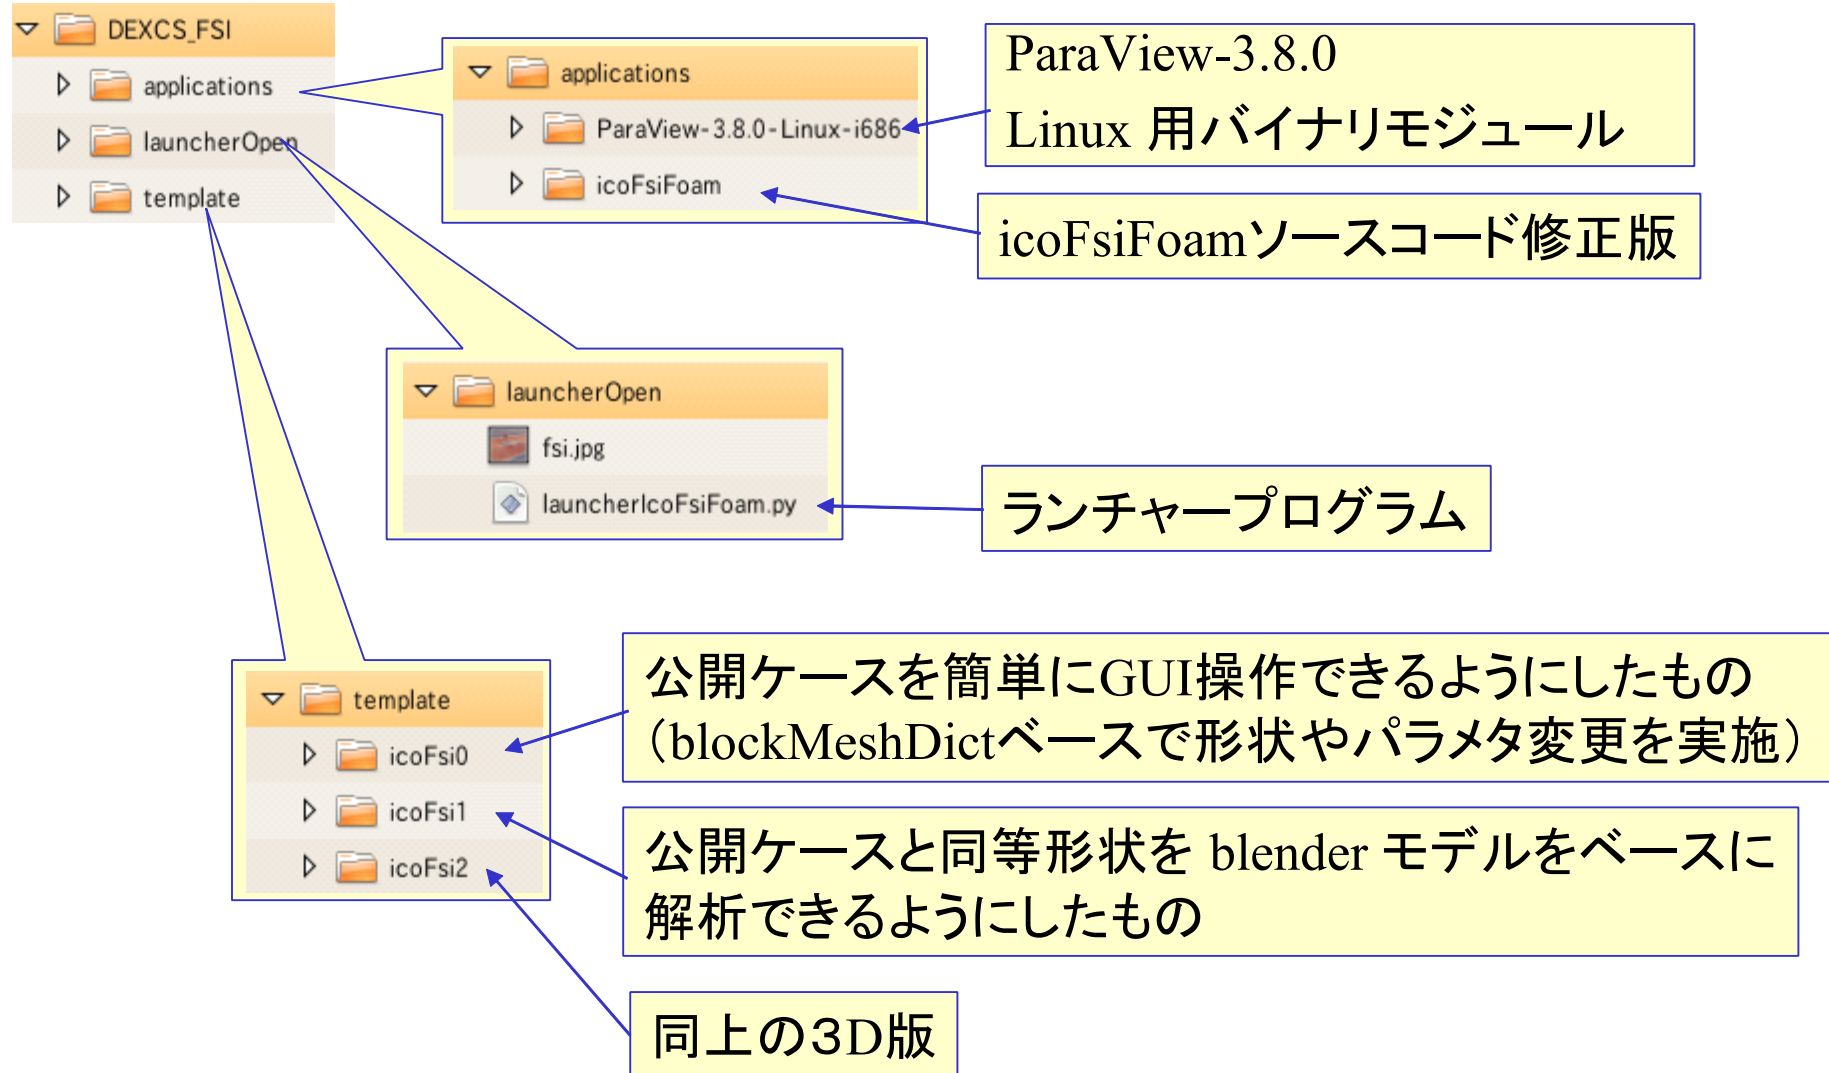 DEXCS_FSI
applications
launcherOpen
template
applications
ParaView-3.8.0-Linux-i686
icoFsiFoam
ParaView-3.8.0
Linux 用バイナリモジュール
icoFsiFoamソースコード修正版
launcherOpen
fsi.jpg
launcherIcoFsiFoam.py
ランチャープログラム
template
icoFsi0
icoFsi1
icoFsi2
公開ケースを簡単にGUI操作できるようにしたもの
（blockMeshDictベースで形状やパラメタ変更を実施）
公開ケースと同等形状を blender モデルをベースに
解析できるようにしたもの
同上の３D版